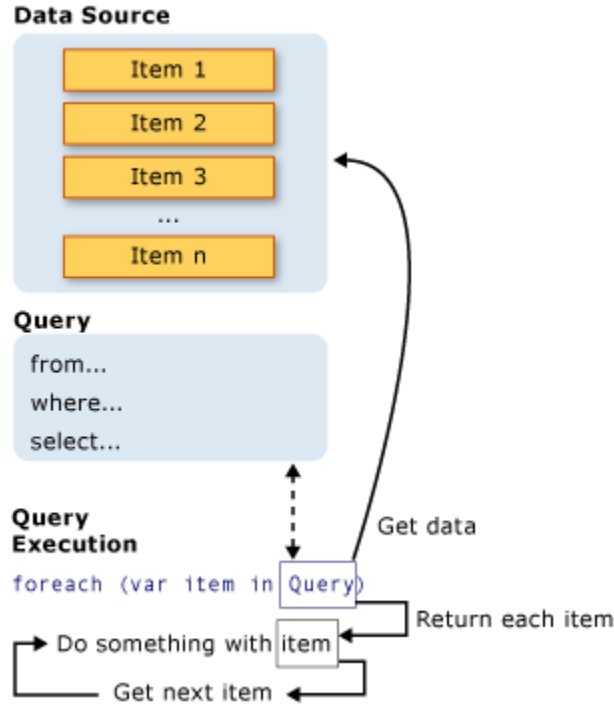 Data Source
Item 1
Item 2
Item 3
...
Item n
Query
from...
where...
select...
Query
Execution
Get data
foreach (var item in Query)
Return each item
Do something with item
Get next item